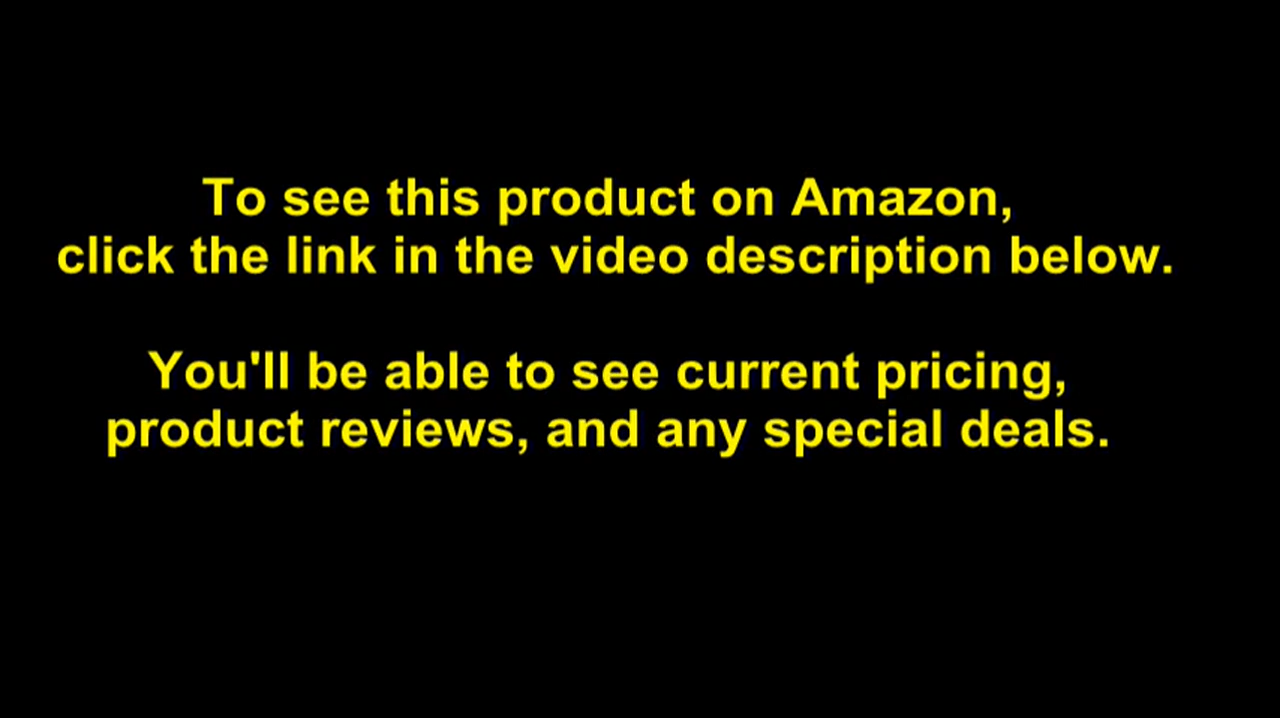 To see this product on Amazon,
click the link in the video description below.
You'll be able to see current pricing,
product reviews, and any special deals.